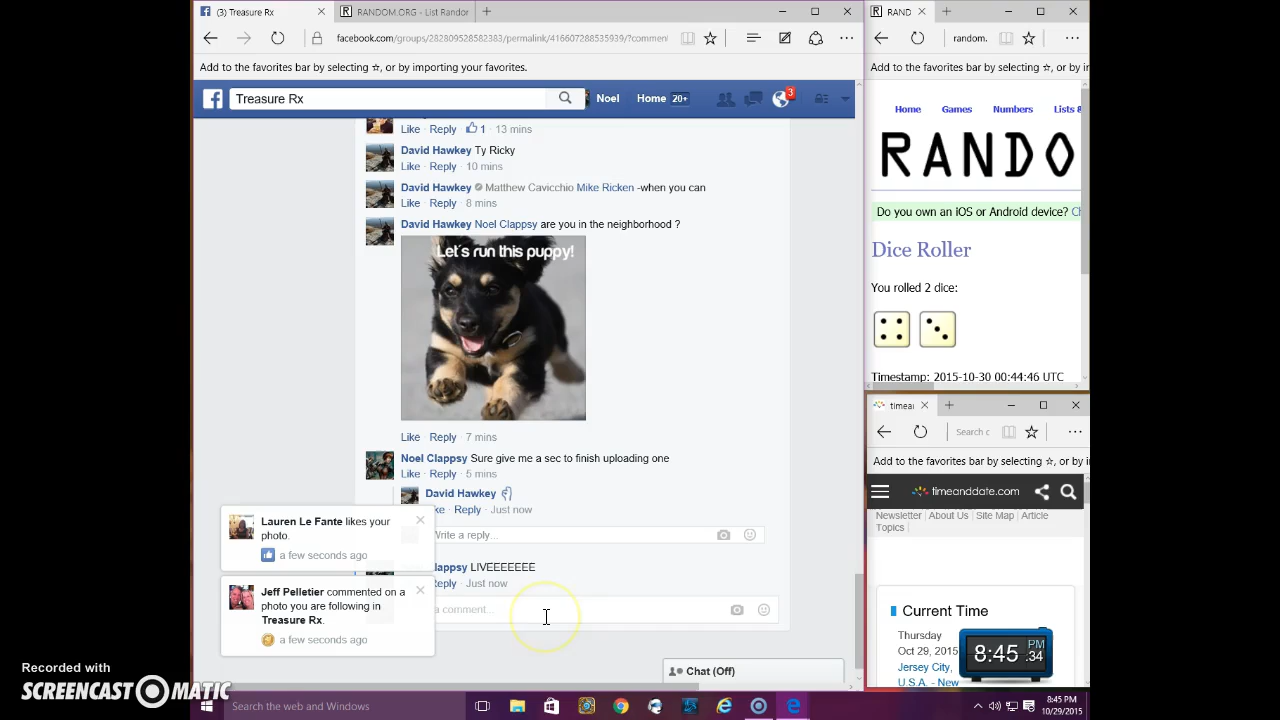 (3) Treasure Rx
RANDOM.ORG - List Randor
facebook.com/groups/282809528582383/permalink/416607288535939/?commen
Add to the favorites bar by selecting ☆, or by importing your favorites.
Treasure Rx
Noel
Home 20+
3
Like · Reply · 1 · 13 mins
David Hawkey Ty Ricky
Like · Reply · 10 mins
David Hawkey Matthew Cavicchio Mike Ricken -when you can
Like · Reply · 8 mins
David Hawkey Noel Clappsy are you in the neighborhood ?
Let's run this puppy!
Like · Reply · 7 mins
Noel Clappsy Sure give me a sec to finish uploading one
Like · Reply · 5 mins
David Hawkey
ke · Reply · Just now
Write a reply...
lappsy LIVEEEEEEE
Reply · Just now
a comment...
Lauren Le Fante likes your
photo.
a few seconds ago
Jeff Pelletier commented on a
photo you are following in
Treasure Rx.
a few seconds ago
Chat (Off)
RAND
random.
Add to the favorites bar by selecting ☆, or by i
Home
Games
Numbers
Lists &
RANDO
Do you own an iOS or Android device? C
Dice Roller
You rolled 2 dice:
Timestamp: 2015-10-30 00:44:46 UTC
timea
Search c
Add to the favorites bar by selecting ☆, or by i
timeanddate.com
Newsletter | About Us | Site Map | Article
Topics
Current Time
Thursday
Oct 29, 2015
Jersey City,
U.S.A. - New
8:45 PM .34
Recorded with
SCREENCAST-O-MATIC
Search the web and Windows
8:45 PM
10/29/2015